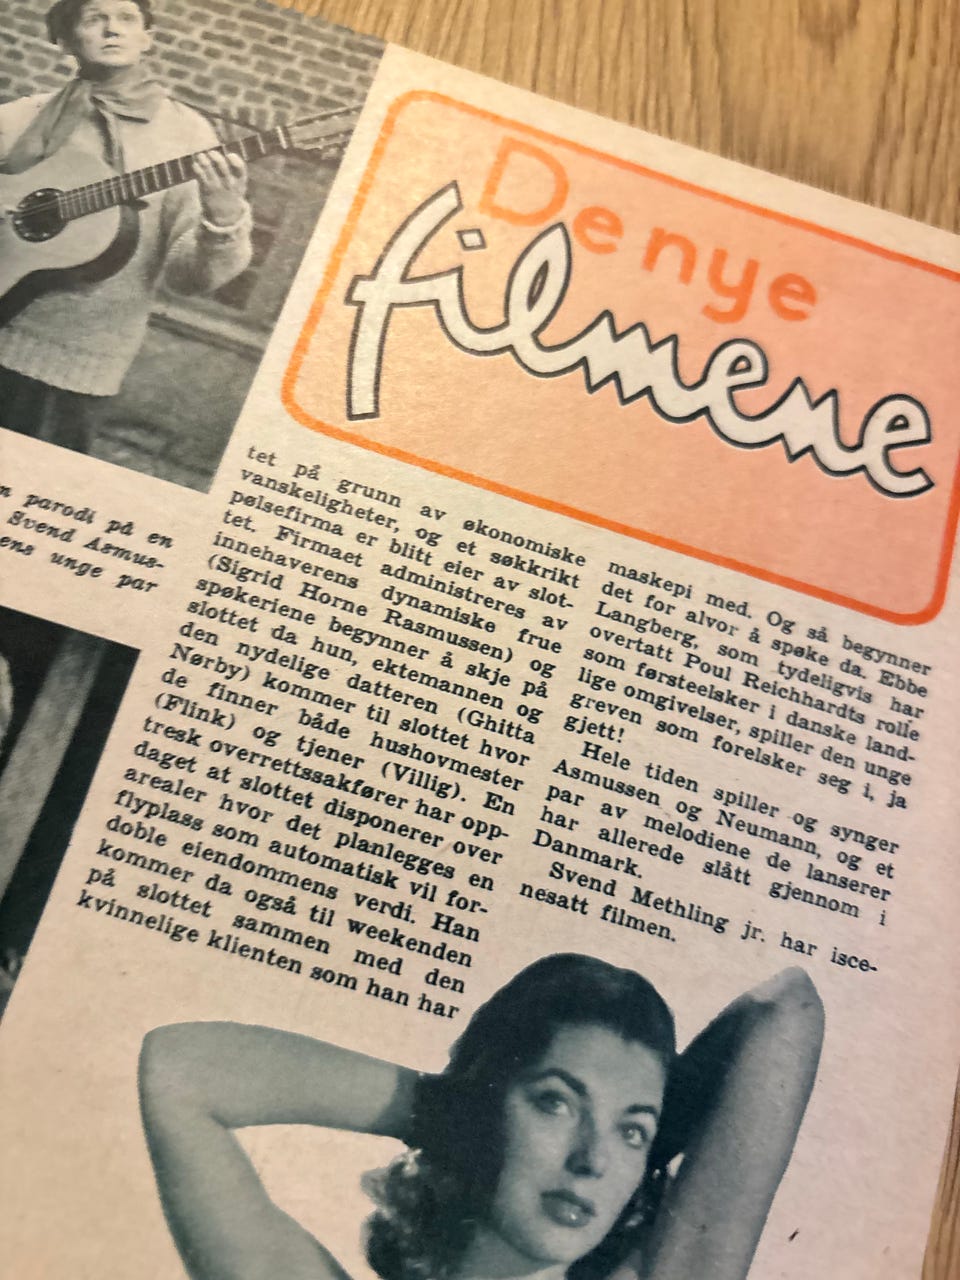 De nye
filmene
n parodi på en
Svend Asmus-
ens unge par
tet på grunn av økonomiske
vanskeligheter, og et søkkrikt
pølsefirma er blitt eier av slot-
tet. Firmaet administreres av
innehaverens dynamiske frue
(Sigrid Horne Rasmussen) og
spøkeriene begynner å skje på
slottet da hun, ektemannen og
den nydelige datteren (Ghitta
Nørby) kommer til slottet hvor
de finner både hushovmester
(Flink) og tjener (Villig). En
tresk overrettssakfører har opp-
daget at slottet disponerer over
arealer hvor det planlegges en
flyplass som automatisk vil for-
doble eiendommens verdi. Han
kommer da også til weekenden
på slottet sammen med den
kvinnelige klienten som han har
maskepi med. Og så begynner
det for alvor å spøke da. Ebbe
Langberg, som tydeligvis har
overtatt Poul Reichhardts rolle
som førsteelsker i danske land-
lige omgivelser, spiller den unge
greven som forelsker seg i, ja
gjett!
Hele tiden spiller og synger
Asmussen og Neumann, og et
par av melodiene de lanserer
har allerede slått gjennom i
Danmark.
Svend Methling jr. har isce-
nesatt filmen.